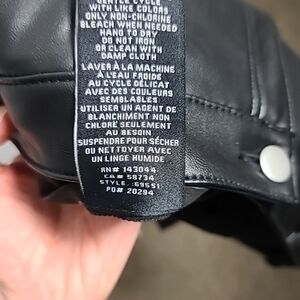 GENTLE CYCLE
WITH LIKE COLORS
ONLY NON-CHLORINE
BLEACH WHEN NEEDED
HANG TO DRY
DO NOT IRON
OR CLEAN WITH
DAMP CLOTH
LAVER À LA MACHINE
À L'EAU FROIDE
AU CYCLE DÉLICAT
AVEC DES COULEURS
SEMBLABLES
UTILISER UN AGENT DE
BLANCHIMENT NON
CHLORÉ SEULEMENT
AU BESOIN
SUSPENDRE POUR SÉCHER
OU NETTOYER AVEC
UN LINGE HUMIDE
RN# 143044
CA# 58734
STYLE: 69551
PO# 20294